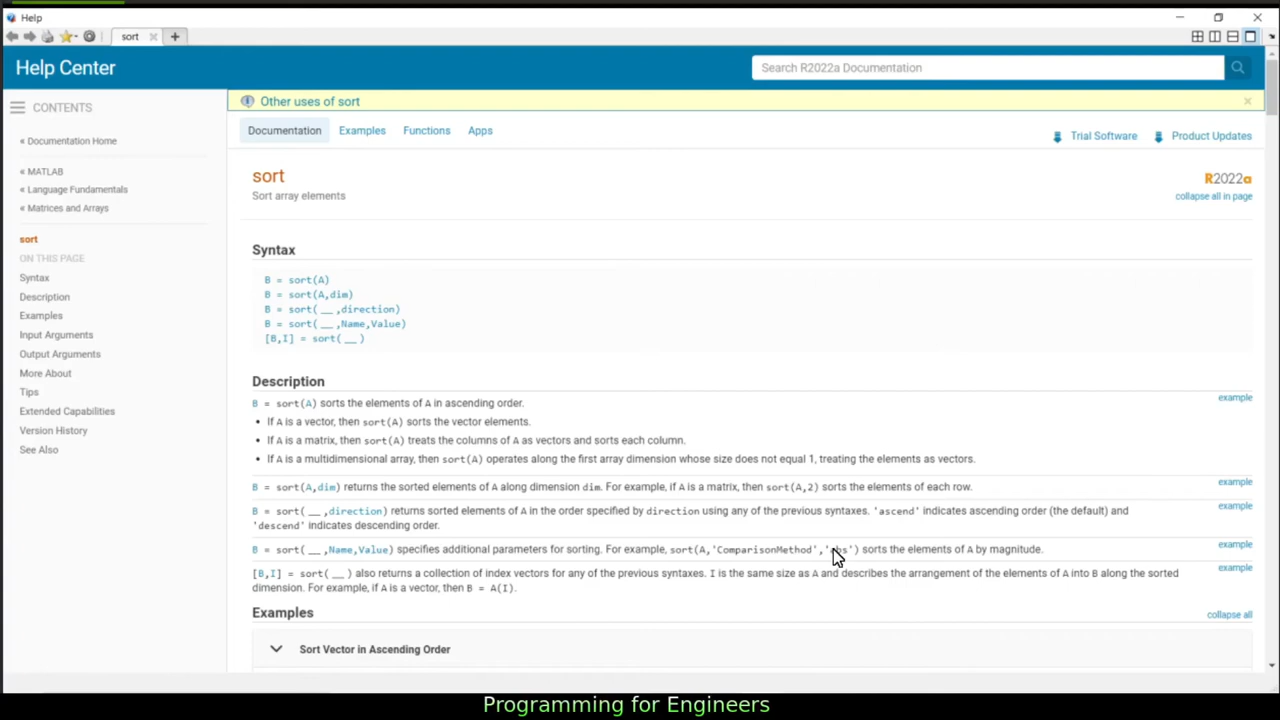 Help
sort
Help Center
Search R2022a Documentation
CONTENTS
« Documentation Home
« MATLAB
« Language Fundamentals
« Matrices and Arrays
sort
ON THIS PAGE
Syntax
Description
Examples
Input Arguments
Output Arguments
More About
Tips
Extended Capabilities
Version History
See Also
Other uses of sort
Documentation Examples Functions Apps
Trial Software Product Updates
sort
R2022a
Sort array elements
collapse all in page
Syntax
B = sort(A)
B = sort(A,dim)
B = sort(__,direction)
B = sort(__,Name,Value)
[B,I] = sort(__)
Description
B = sort(A) sorts the elements of A in ascending order.
example
• If A is a vector, then sort(A) sorts the vector elements.
• If A is a matrix, then sort(A) treats the columns of A as vectors and sorts each column.
• If A is a multidimensional array, then sort(A) operates along the first array dimension whose size does not equal 1, treating the elements as vectors.
B = sort(A,dim) returns the sorted elements of A along dimension dim. For example, if A is a matrix, then sort(A,2) sorts the elements of each row.
example
B = sort(__,direction) returns sorted elements of A in the order specified by direction using any of the previous syntaxes. 'ascend' indicates ascending order (the default) and
example
'descend' indicates descending order.
B = sort(__,Name,Value) specifies additional parameters for sorting. For example, sort(A,'ComparisonMethod','abs') sorts the elements of A by magnitude.
example
[B,I] = sort(__) also returns a collection of index vectors for any of the previous syntaxes. I is the same size as A and describes the arrangement of the elements of A into B along the sorted
example
dimension. For example, if A is a vector, then B = A(I).
Examples
collapse all
Sort Vector in Ascending Order
Programming for Engineers